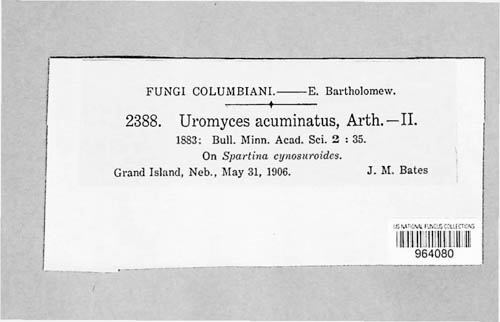 FUNGI COLUMBIANI.——E. Bartholomew.
2388. Uromyces acuminatus, Arth.—II.
1883: Bull. Minn. Acad. Sci. 2 : 35.
On Spartina cynosuroides.
Grand Island, Neb., May 31, 1906. J. M. Bates
US NATIONAL FUNGUS COLLECTIONS
964080